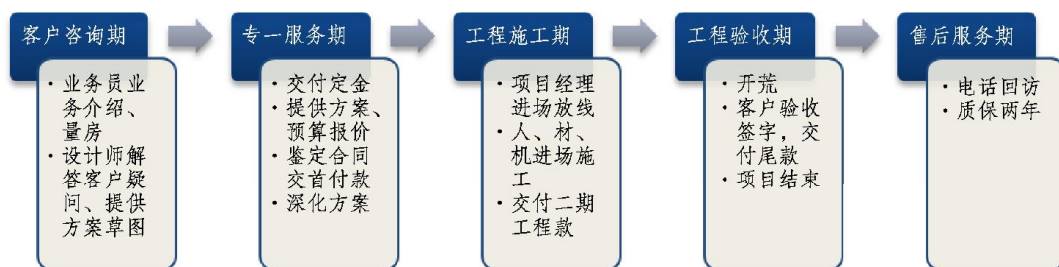 客户咨询期
· 业务员业
务介绍、
量房
· 设计师解
答客户疑
问、提供
方案草图
专一服务期
· 交付定金
· 提供方案、
预算报价
· 鉴定合同
交首付款
· 深化方案
工程施工期
· 项目经理
进场放线
· 人、材、
机进场施
工
· 交付二期
工程款
工程验收期
· 开荒
· 客户验收
签字，交
付尾款
· 项目结束
售后服务期
· 电话回访
· 质保两年